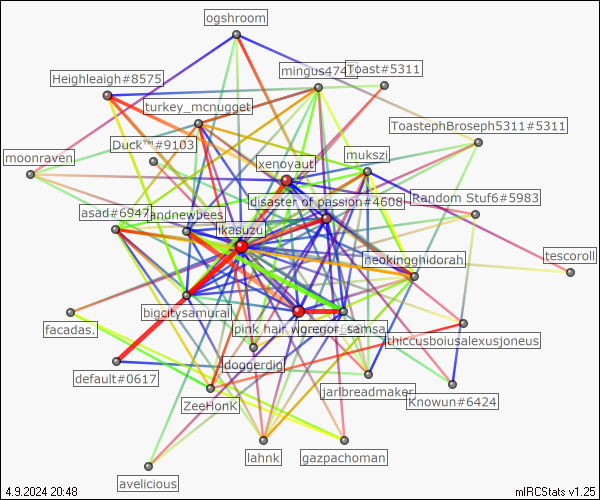 ogshroom
mingus474
Toast#5311
Heighleigh#8575
turkey_mcnugget
ToastephBroseph5311#5311
Duck™#9103
mukszi
moonraven
xenoyaut
disaster of passion#4608
Random Stuf6#5983
asad#6947
andnewbees
ikasuzu
neokingghidorah
tescoroll
bigcitysamurai
facadas.
pink hair w
gregor_samsa
thiccusboiusalexusjoneus
doggerdig
default#0617
jarlbreadmaker
Knowun#6424
ZeeHonK
lahnk
gazpachoman
avelicious
4.9.2024 20:48
mIRCStats v1.25